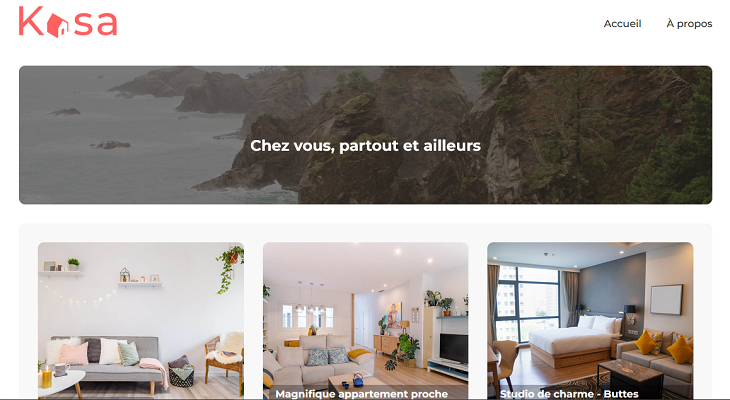 Kasa
Accueil
À propos
Chez vous, partout et ailleurs
Magnifique appartement proche
Studio de charme - Buttes